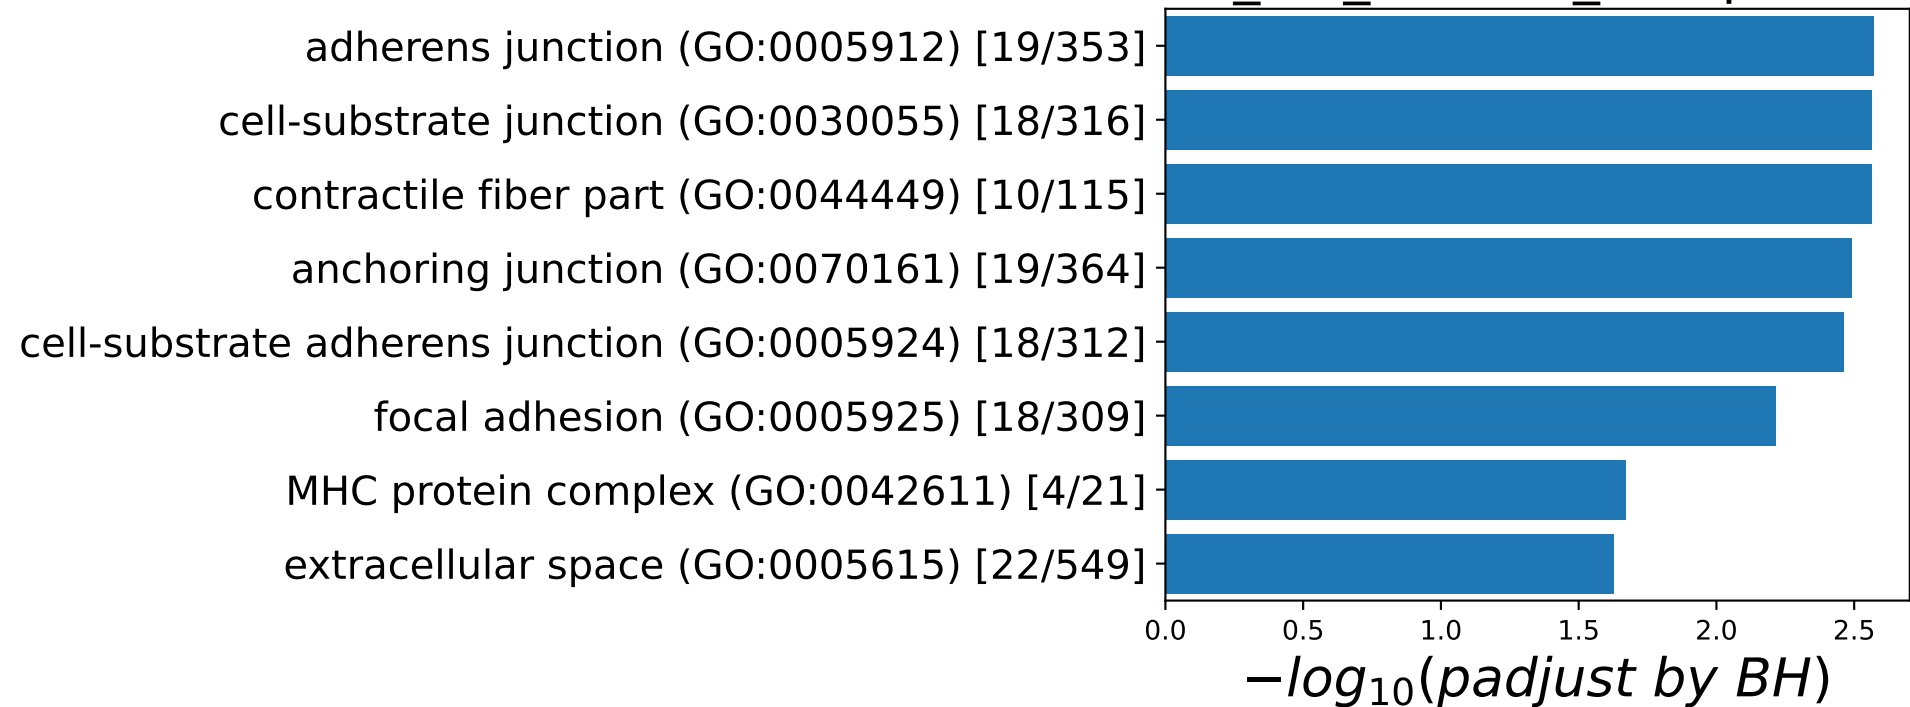 adherens junction (GO:0005912) [19/353]
cell-substrate junction (GO:0030055) [18/316]
contractile fiber part (GO:0044449) [10/115]
anchoring junction (GO:0070161) [19/364]
cell-substrate adherens junction (GO:0005924) [18/312]
focal adhesion (GO:0005925) [18/309]
MHC protein complex (GO:0042611) [4/21]
extracellular space (GO:0005615) [22/549]
0.0 0.5 1.0 1.5 2.0 2.5
−log₁₀(padjust by BH)